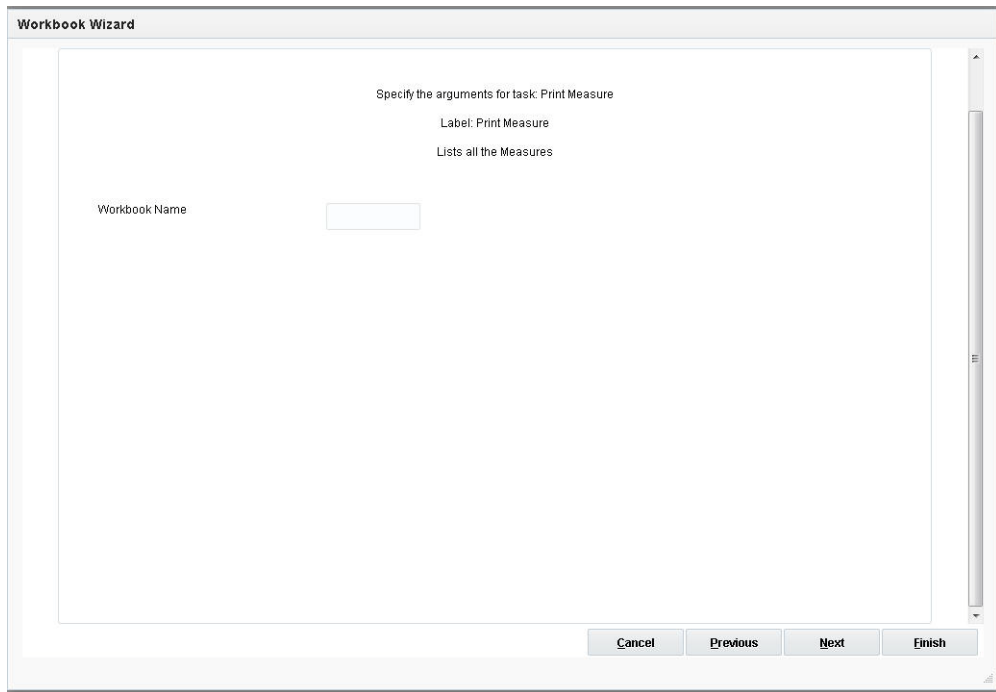 Workbook Wizard
Specify the arguments for task: Print Measure
Label: Print Measure
Lists all the Measures
Workbook Name
Cancel Previous Next Finish